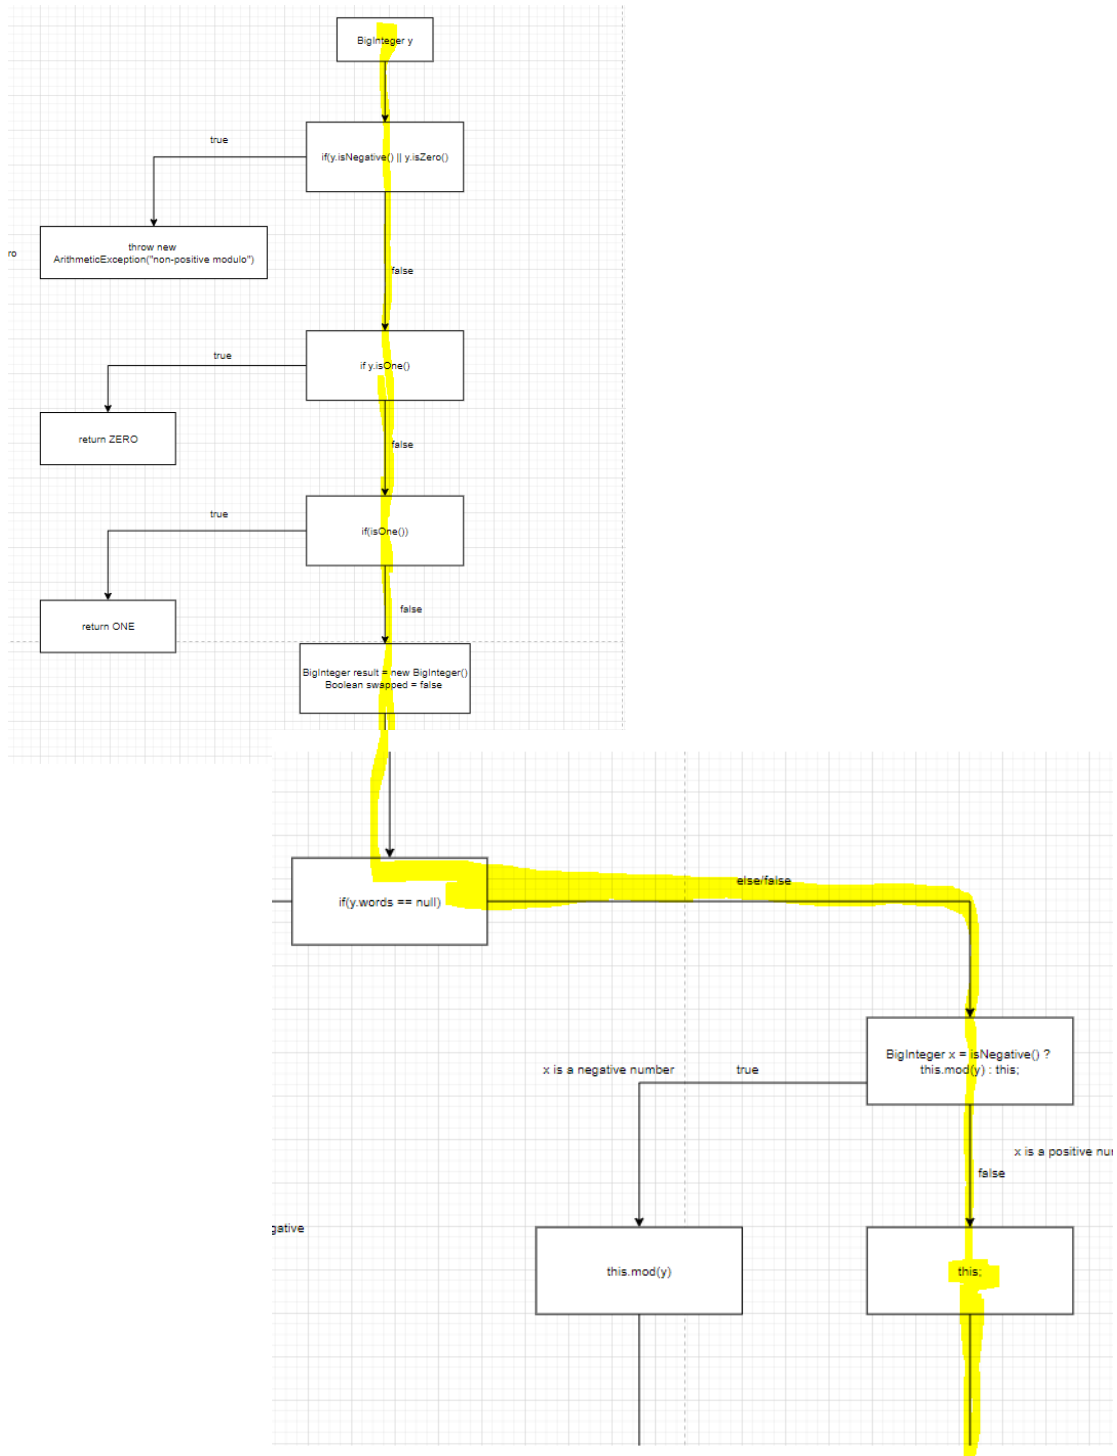 BigInteger y
true
if(y.isNegative() || y.isZero()
throw new
ArithmeticException("non-positive modulo")
ro
false
true
if y.isOne()
return ZERO
false
true
if(isOne())
false
return ONE
BigInteger result = new BigInteger()
Boolean swapped = false
else/false
if(y.words == null)
BigInteger x = isNegative() ?
this.mod(y) : this;
x is a negative number
true
x is a positive nu
false
gative
this.mod(y)
this;